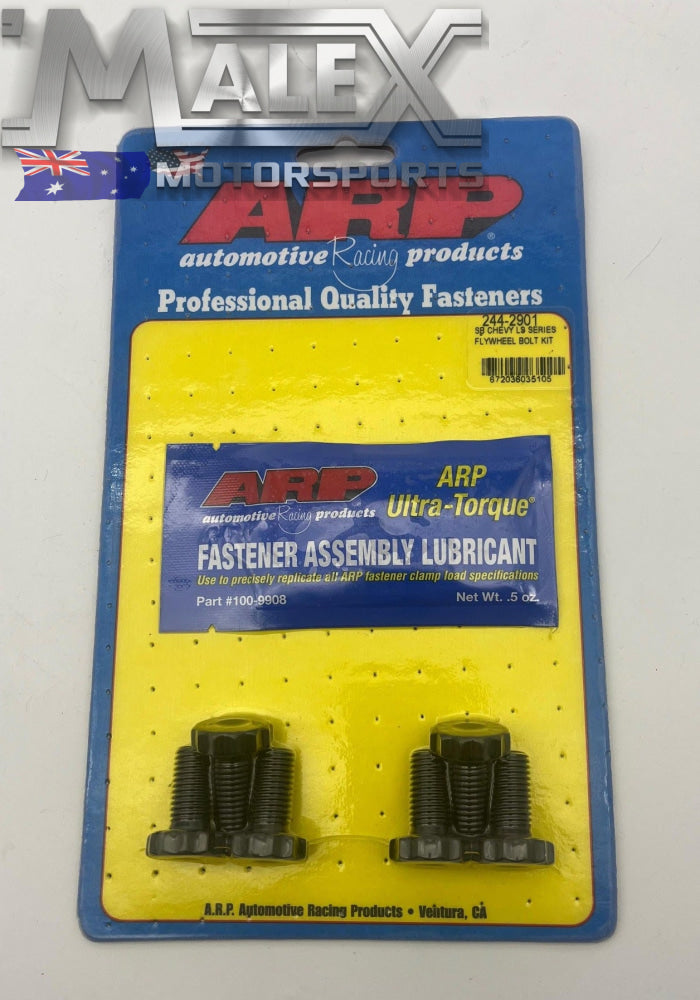 MALEX
MOTORSPORTS
ARP
automotive Racing products
Professional Quality Fasteners
244-2901
SB CHEVY LS SERIES
FLYWHEEL BOLT KIT
672036035105
ARP
automotive Racing products
ARP
Ultra-Torque®
FASTENER ASSEMBLY LUBRICANT
Use to precisely replicate all ARP fastener clamp load specifications
Part #100-9908 Net Wt. .5 oz.
A.R.P. Automotive Racing Products • Ventura, CA